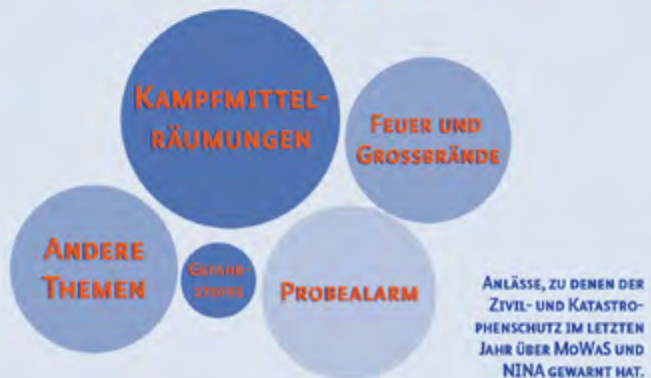 KAMPFMITTEL-
RÄUMUNGEN
FEUER UND
GROSSBRÄNDE
ANDERE
THEMEN
GEFAHR-
STOFFE
PROBEALARM
ANLÄSSE, ZU DENEN DER
ZIVIL- UND KATASTRO-
PHENSCHUTZ IM LETZTEN
JAHR ÜBER MOWAS UND
NINA GEWARNT HAT.